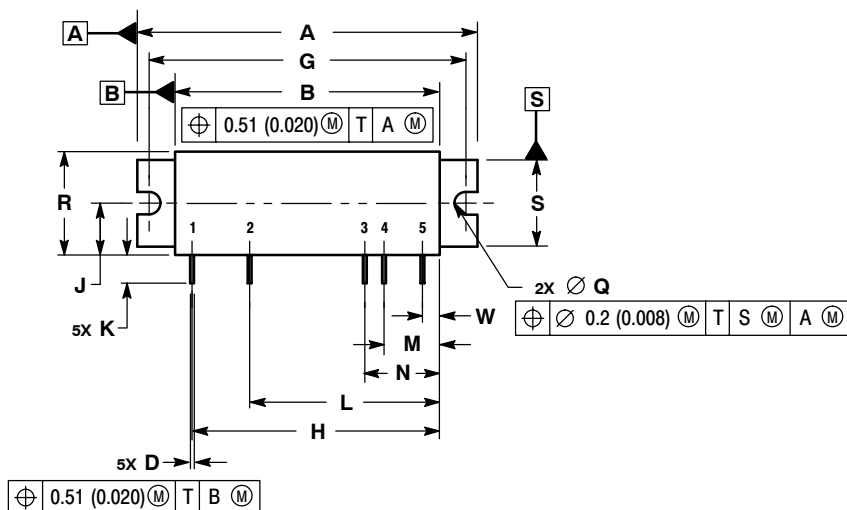 A
A
G
B
B
S
⌖ 0.51 (0.020) Ⓜ T A Ⓜ
R
S
1 2 3 4 5
J
2X ∅ Q
5X K
W
⌖ ∅ 0.2 (0.008) Ⓜ T S Ⓜ A Ⓜ
M
N
L
H
5X D
⌖ 0.51 (0.020) Ⓜ T B Ⓜ